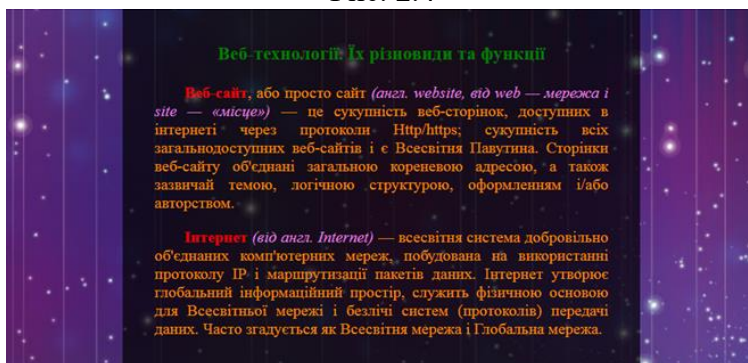 Веб-технології: Їх різновиди та функції
Веб-сайт, або просто сайт (англ. website, від web — мережа і
site — «місце») — це сукупність веб-сторінок, доступних в
інтернеті через протоколи Http/https; сукупність всіх
загальнодоступних веб-сайтів і є Всесвітня Павутина. Сторінки
веб-сайту об'єднані загальною кореневою адресою, а також
зазвичай темою, логічною структурою, оформленням і/або
авторством.
Інтернет (від англ. Internet) — всесвітня система добровільно
об'єднаних комп'ютерних мереж, побудована на використанні
протоколу IP і маршрутизації пакетів даних. Інтернет утворює
глобальний інформаційний простір, служить фізичною основою
для Всесвітньої мережі і безлічі систем (протоколів) передачі
даних. Часто згадується як Всесвітня мережа і Глобальна мережа.